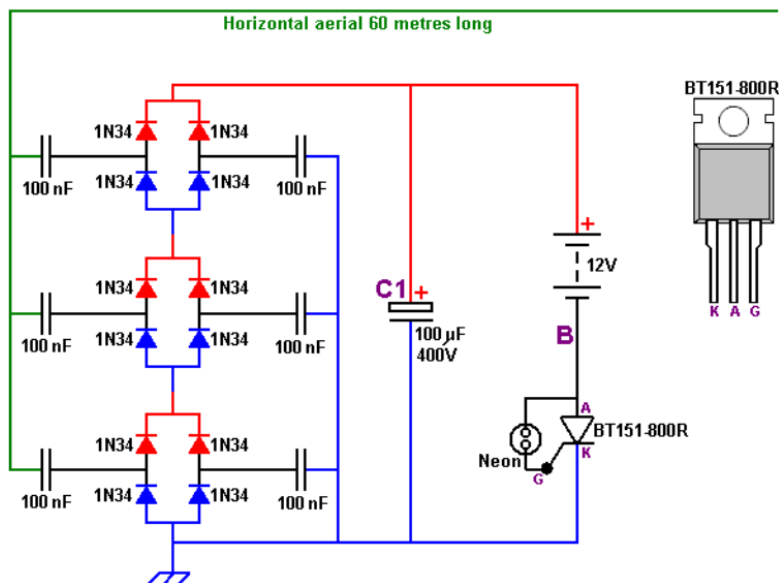 Horizontal aerial 60 metres long
BT151-800R
1N34 1N34
100 nF 1N34 1N34 100 nF
+
12V
K A G
1N34 1N34
C1 +
100 nF 1N34 1N34 100 nF
100 µF
400V
B
A
BT151-800R
K
Neon
G
1N34 1N34
100 nF 1N34 1N34 100 nF